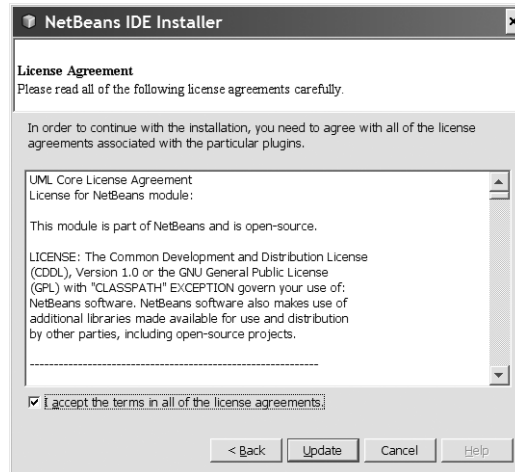 NetBeans IDE Installer
License Agreement
Please read all of the following license agreements carefully.
In order to continue with the installation, you need to agree with all of the license
agreements associated with the particular plugins.
UML Core License Agreement
License for NetBeans module:
This module is part of NetBeans and is open-source.
LICENSE: The Common Development and Distribution License
(CDDL), Version 1.0 or the GNU General Public License
(GPL) with "CLASSPATH" EXCEPTION govern your use of:
NetBeans software. NetBeans software also makes use of
additional libraries made available for use and distribution
by other parties, including open-source projects.
------------------------------------------------------------
I accept the terms in all of the license agreements.
< Back Update Cancel Help